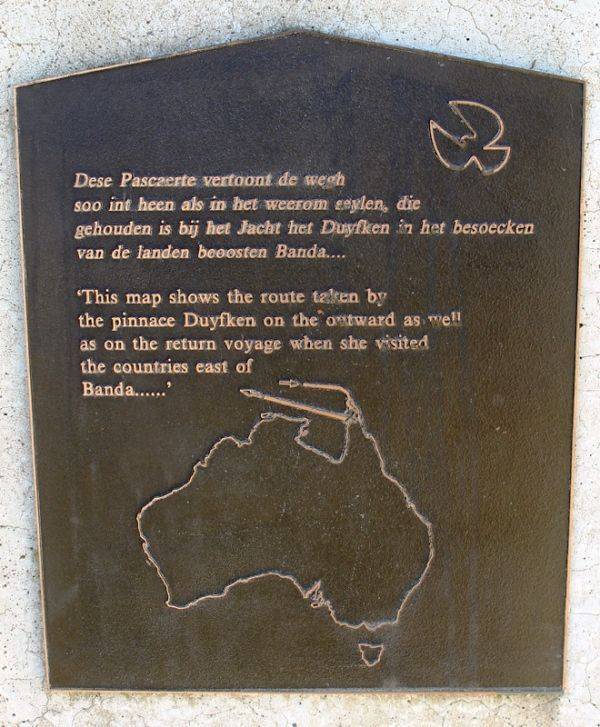 Dese Pascaerte vertoont de wegh
soo int heen als in het weerom seylen, die
gehouden is bij het Jacht het Duyfken in het besoecken
van de landen beoosten Banda....
'This map shows the route taken by
the pinnace Duyfken on the outward as well
as on the return voyage when she visited
the countries east of
Banda......'